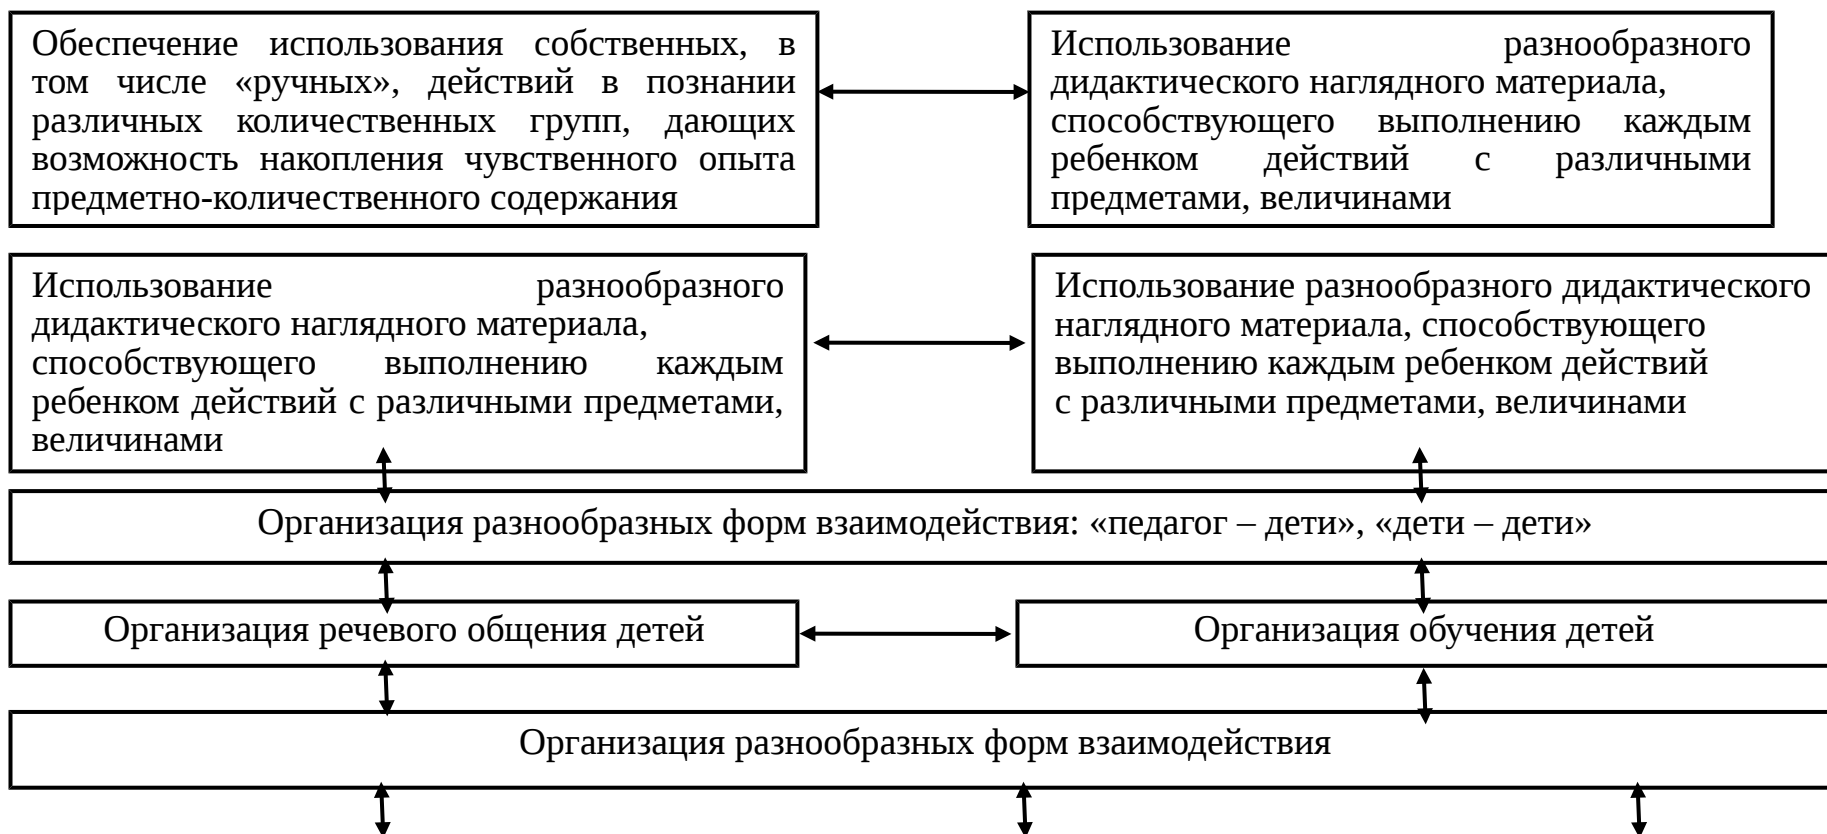 Обеспечение использования собственных, в
том числе «ручных», действий в познании
различных количественных групп, дающих
возможность накопления чувственного опыта
предметно-количественного содержания
Использование разнообразного
дидактического наглядного материала,
способствующего выполнению каждым
ребенком действий с различными
предметами, величинами
Использование разнообразного
дидактического наглядного материала,
способствующего выполнению каждым
ребенком действий с различными предметами,
величинами
Использование разнообразного дидактического
наглядного материала, способствующего
выполнению каждым ребенком действий
с различными предметами, величинами
Организация разнообразных форм взаимодействия: «педагог – дети», «дети – дети»
Организация речевого общения детей
Организация обучения детей
Организация разнообразных форм взаимодействия